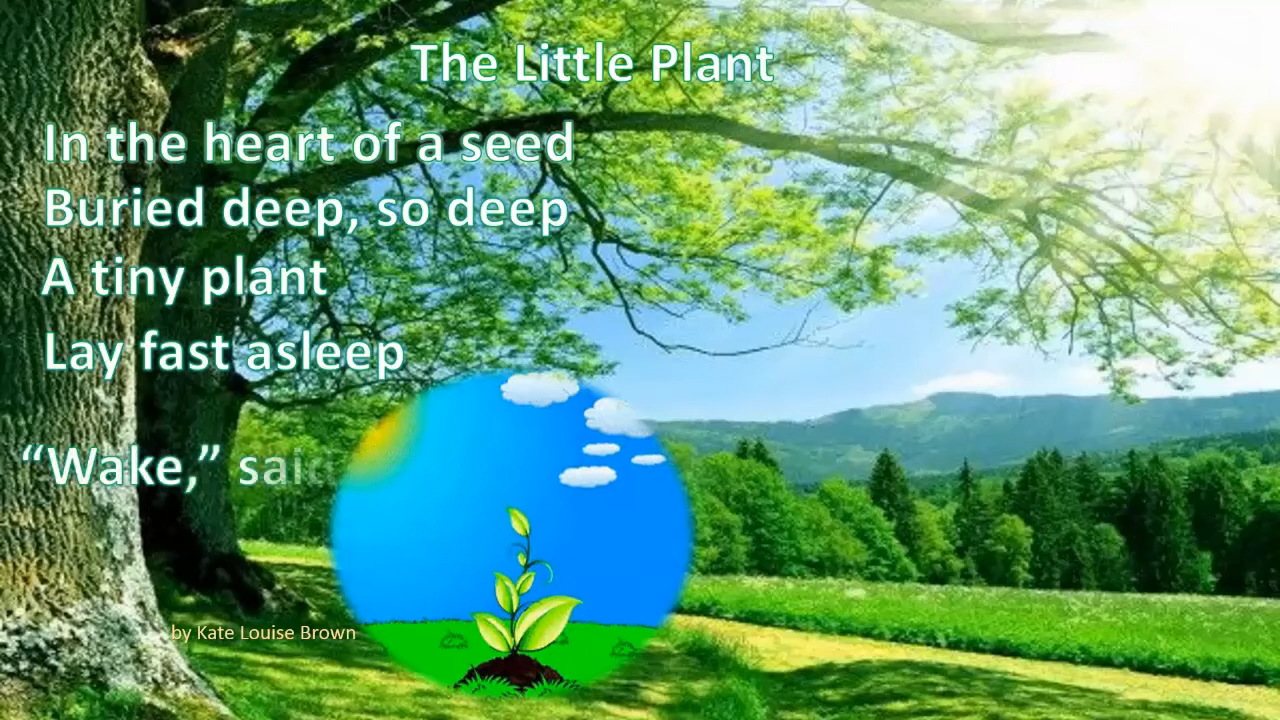 The Little Plant
In the heart of a seed
Buried deep, so deep
A tiny plant
Lay fast asleep
“Wake,” said
by Kate Louise Brown